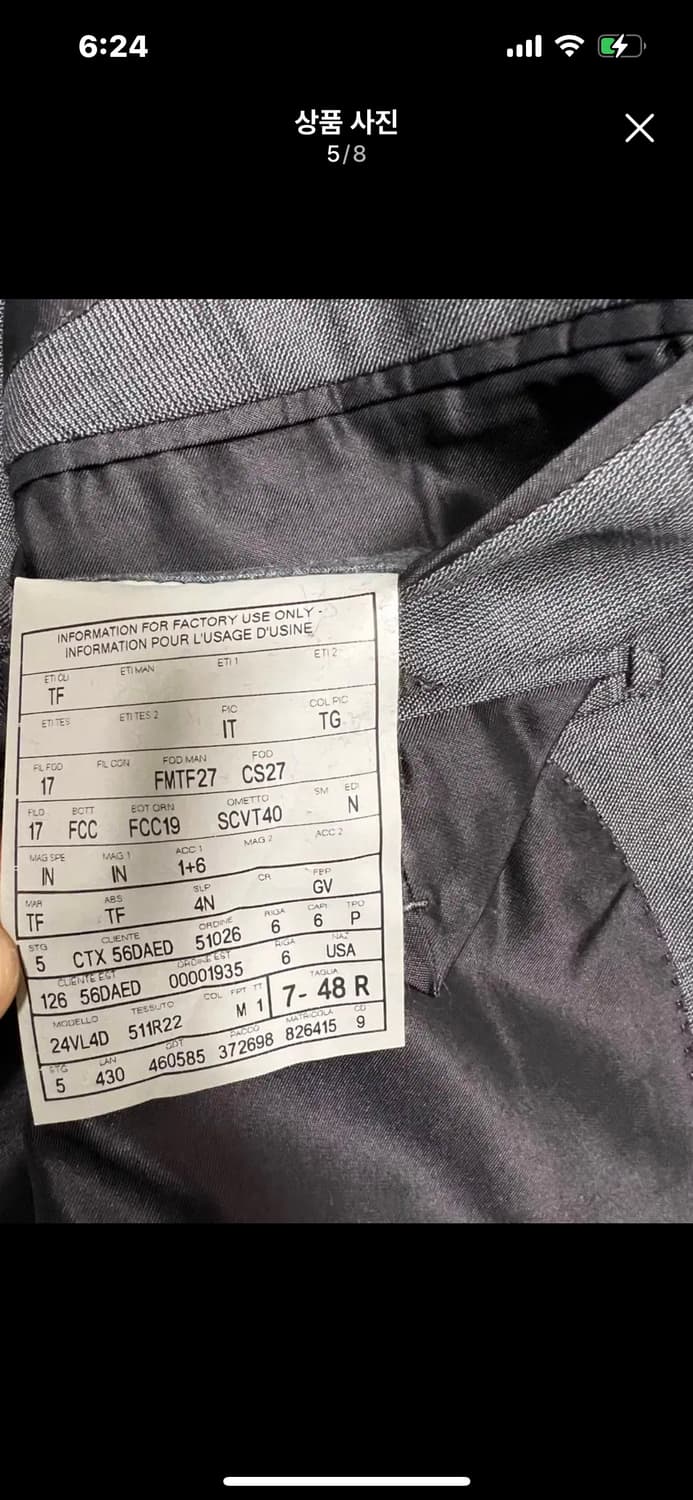 6:24
상품 사진
5/8
INFORMATION FOR FACTORY USE ONLY -
INFORMATION POUR L'USAGE D'USINE
ETI CLI ETI MAN ETI 1 ETI 2
TF
ETI TES ETI TES 2 PIC COL PIC
IT TG
FIL FOD FIL CON FOD.MAN FOD
17 FMTF27 CS27
FLO BOTT BOT ORN OMETTO SM EDI
17 FCC FCC19 SCVT40 N
MAG SPE MAG 1 ACC 1 MAG 2 ACC 2
IN IN 1+6
MAR ABS SLP CR FBP
TF TF 4N GV
STG CLIENTE ORDINE RIGA CAPI TPO
5 CTX 56DAED 51026 6 6 P
CLIENTE EST ORDINE EST RIGA NAZ
126 56DAED 00001935 6 USA
MODELLO TESSUTO COL FPT TT TAGLIA
24VL4D 511R22 M 1 7- 48 R
STG LAN GDT PACCO MATRICOLA CD
5 430 460585 372698 826415 9